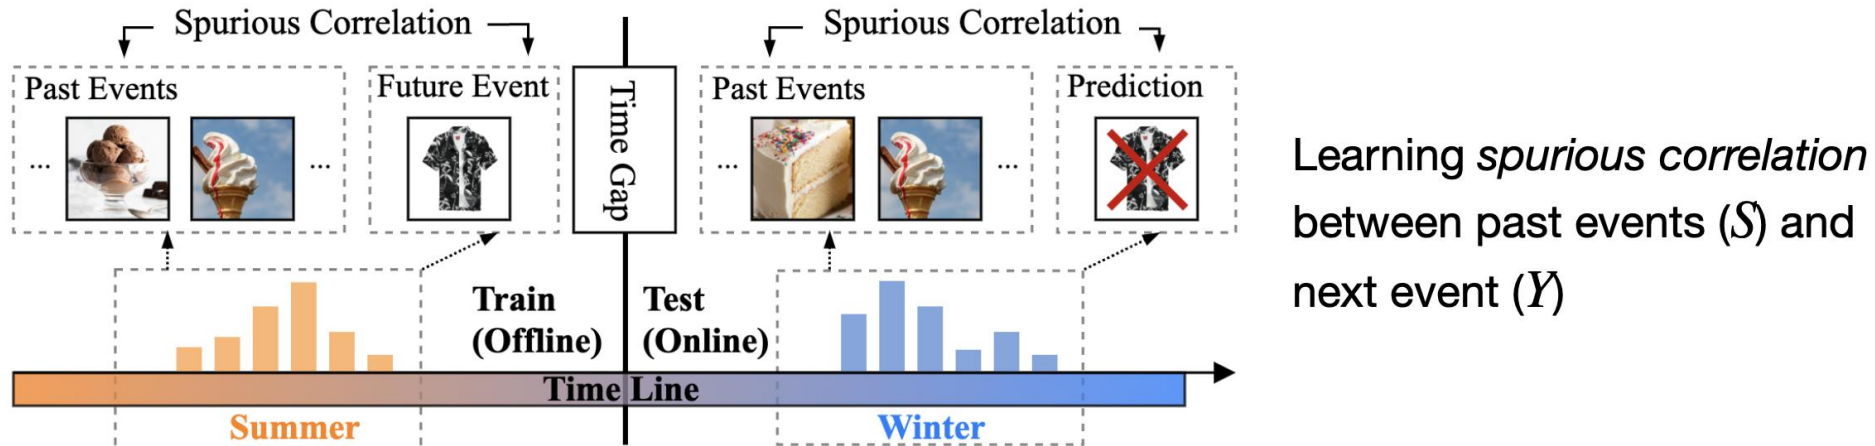 Spurious Correlation
Past Events
...
...
Future Event
Time Gap
Spurious Correlation
Past Events
...
...
Prediction
Train
(Offline)
Test
(Online)
Time Line
Summer
Winter
Learning spurious correlation
between past events (S) and
next event (Y)